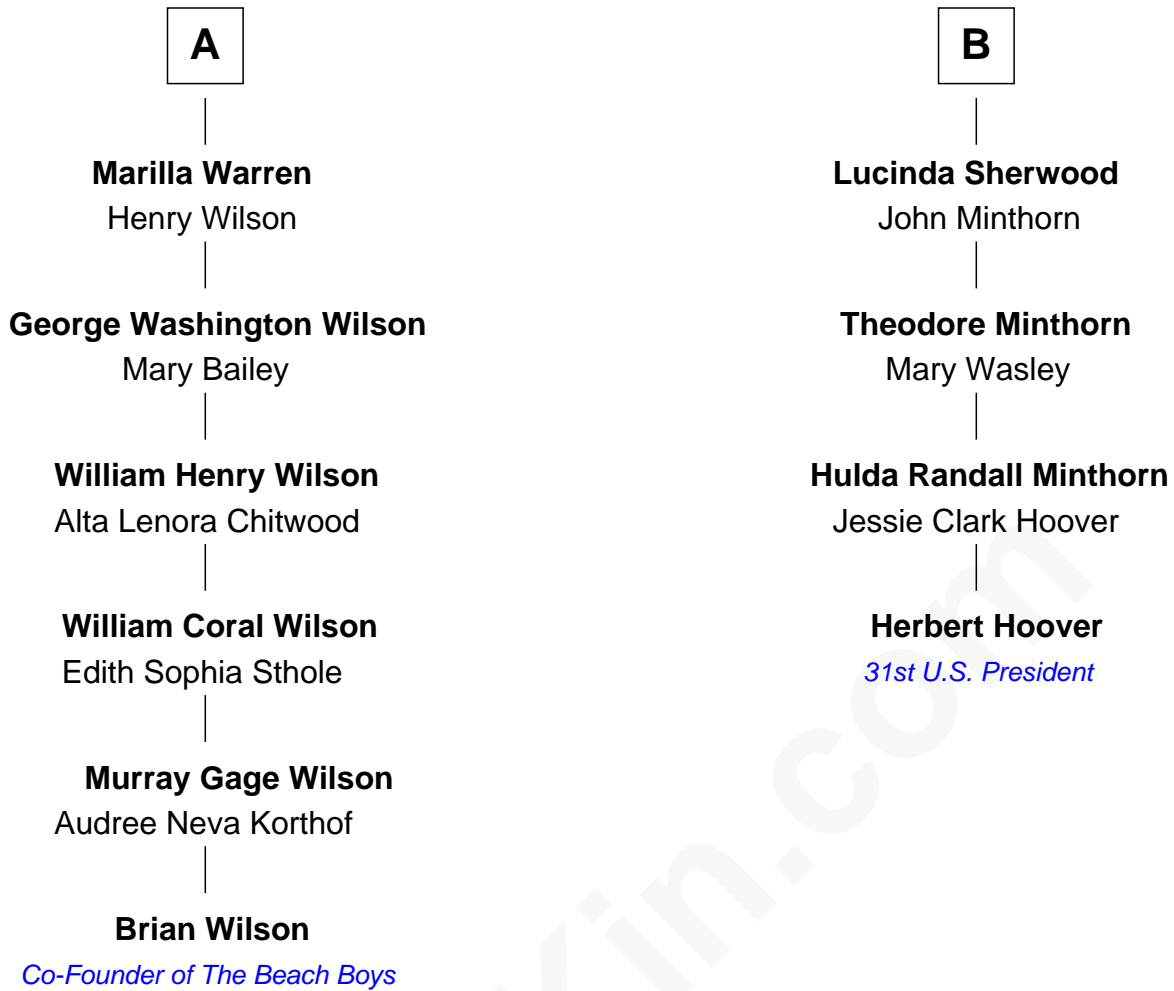 A
Marilla Warren
Henry Wilson
George Washington Wilson
Mary Bailey
William Henry Wilson
Alta Lenora Chitwood
William Coral Wilson
Edith Sophia Sthole
Murray Gage Wilson
Audree Neva Korthof
Brian Wilson
Co-Founder of The Beach Boys
B
Lucinda Sherwood
John Minthorn
Theodore Minthorn
Mary Wasley
Hulda Randall Minthorn
Jessie Clark Hoover
Herbert Hoover
31st U.S. President